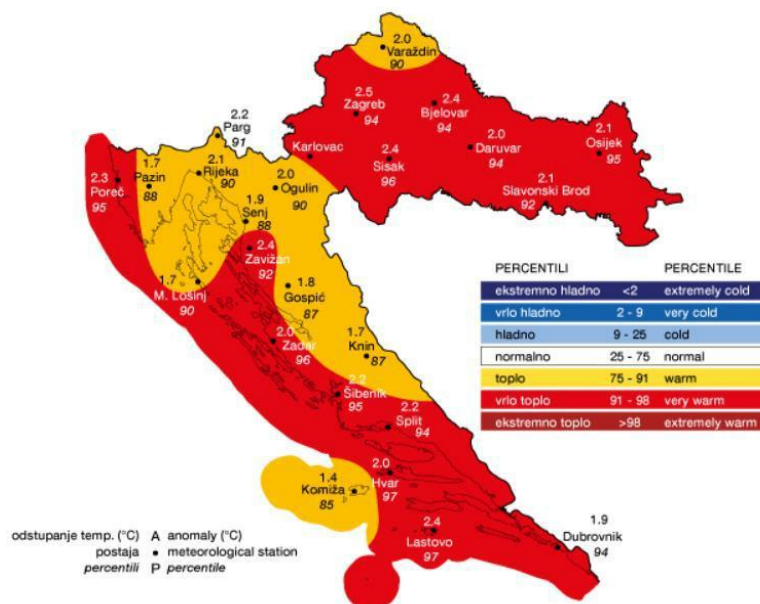 2.0
Varaždin
90
2.5
Zagreb
94
2.4
Bjelovar
94
2.2
Parg
91
Karlovac
2.4
Sisak
96
2.0
Daruvar
94
2.1
Osijek
95
2.1
Slavonski Brod
92
2.3
Poreč
95
1.7
Pazin
88
2.1
Rijeka
90
2.0
Ogulin
90
1.9
Senj
88
2.4
Zavižan
92
1.7
M. Lošinj
90
1.8
Gospić
87
2.0
Zadar
96
1.7
Knin
87
2.2
Šibenik
95
2.2
Split
94
2.0
Hvar
97
1.4
Komiža
85
2.4
Lastovo
97
1.9
Dubrovnik
94
PERCENTILI PERCENTILE
ekstremno hladno <2 extremely cold
vrlo hladno 2 - 9 very cold
hladno 9 - 25 cold
normalno 25 - 75 normal
toplo 75 - 91 warm
vrlo toplo 91 - 98 very warm
ekstremno toplo >98 extremely warm
odstupanje temp. (°C) A anomaly (°C)
postaja • meteorological station
percentili P percentile